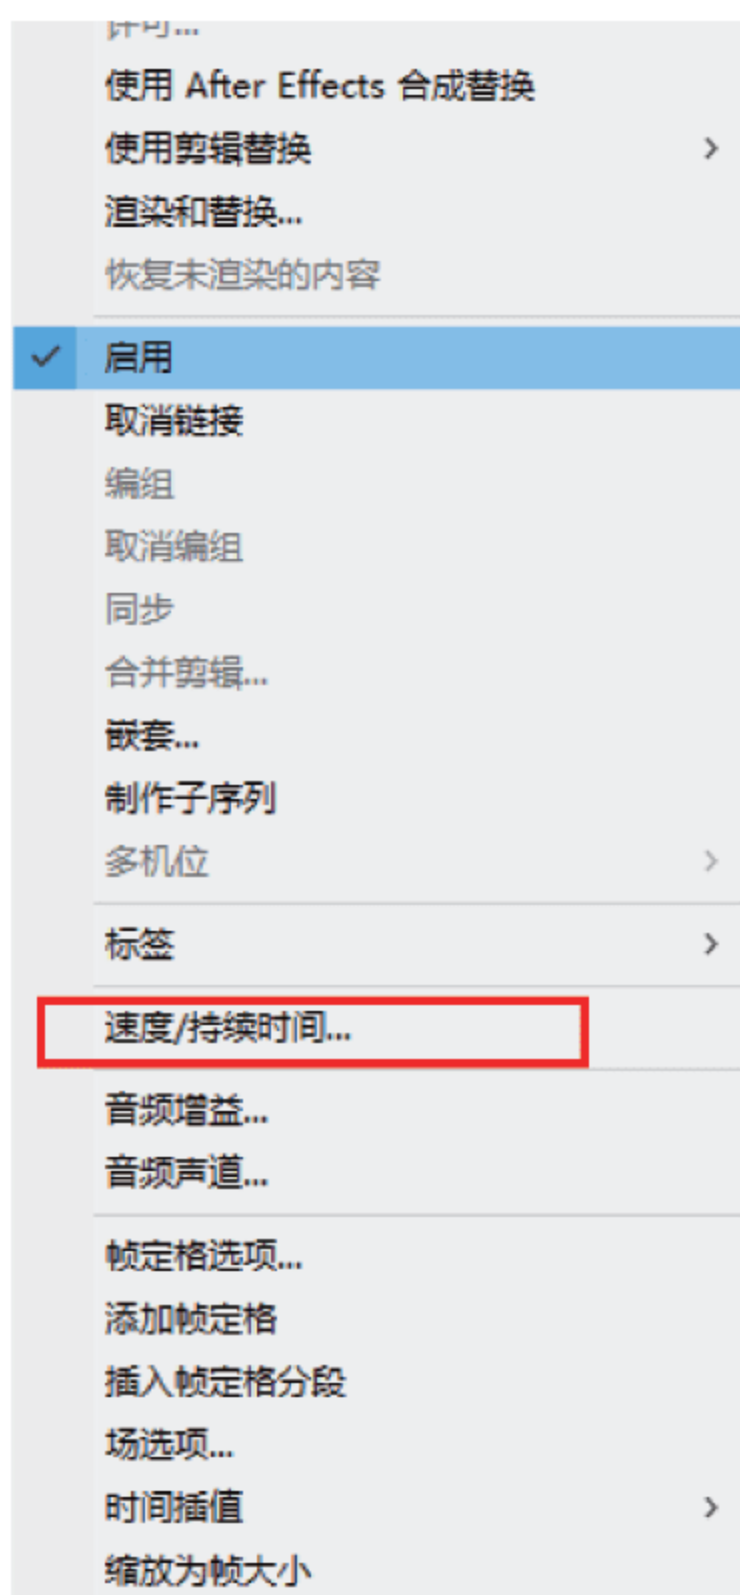 许可...
使用 After Effects 合成替换
使用剪辑替换
渲染和替换...
恢复未渲染的内容
启用
取消链接
编组
取消编组
同步
合并剪辑...
嵌套...
制作子序列
多机位
标签
速度/持续时间...
音频增益...
音频声道...
帧定格选项...
添加帧定格
插入帧定格分段
场选项...
时间插值
缩放为帧大小